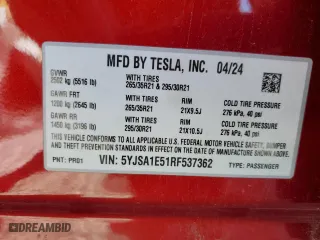 MFD BY TESLA, INC. 04/24
GVWR
2502 kg (5516 lb)
WITH TIRES
265/35R21 & 295/30R21
GAWR FRT
1200 kg (2645 lb)
WITH TIRES
265/35R21
RIM
21X9.5J
COLD TIRE PRESSURE
276 kPa, 40 psi
GAWR RR
1450 kg (3196 lb)
WITH TIRES
295/30R21
RIM
21X10.5J
COLD TIRE PRESSURE
276 kPa, 40 psi
THIS VEHICLE CONFORMS TO ALL APPLICABLE FEDERAL MOTOR VEHICLE SAFETY, BUMPER,
AND THEFT PREVENTION STANDARDS IN EFFECT ON THE DATE OF MANUFACTURE SHOWN ABOVE.
PNT: PR01
VIN: 5YJSA1E51RF537362
TYPE: PASSENGER